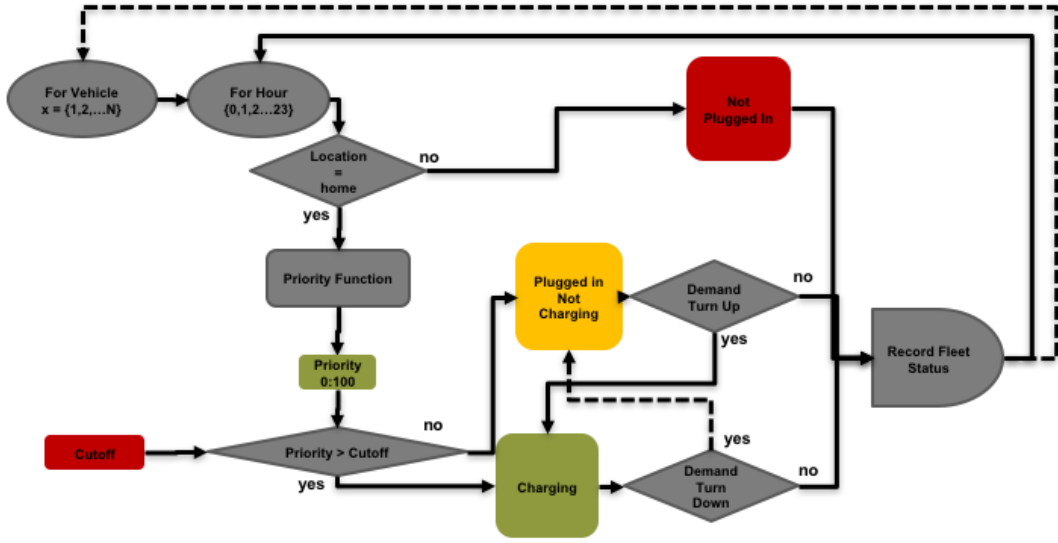 For Vehicle
x = {1,2,...N}
For Hour
{0,1,2...23}
Not
Plugged in
Location
=
home
no
yes
Priority Function
Plugged in
Not
Charging
Demand
Turn Up
no
yes
Record Fleet
Status
Priority
0:100
Cutoff
Priority > Cutoff
no
yes
Charging
yes
Demand
Turn
Down
no